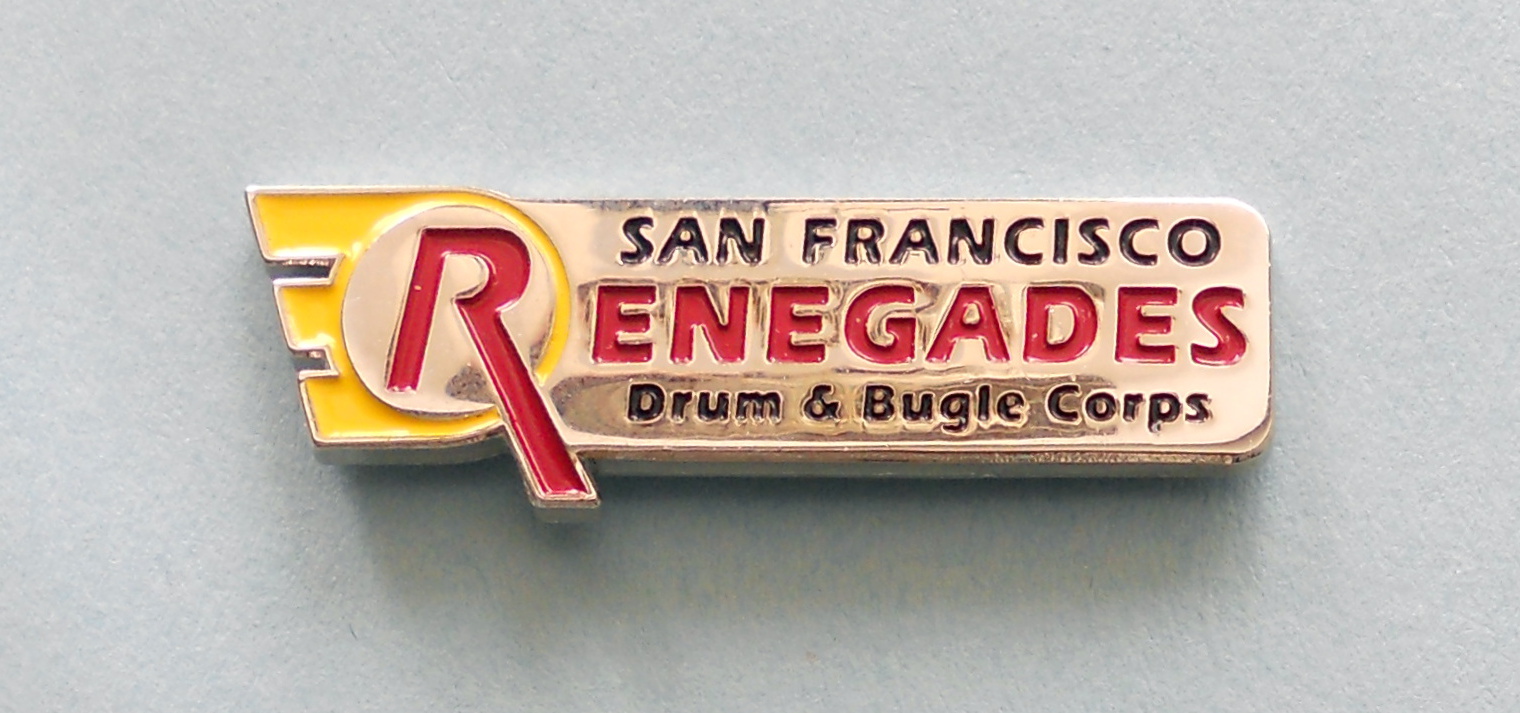 SAN FRANCISCO
RENEGADES
Drum & Bugle Corps